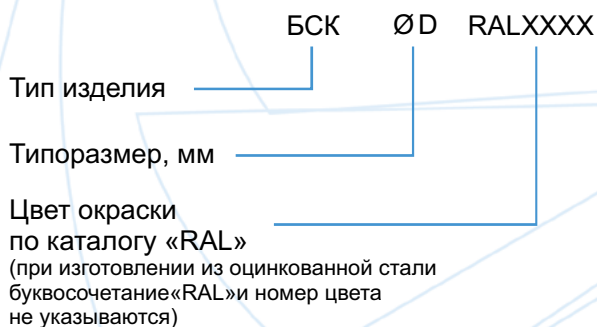 БСК ØD RALXXXX
Тип изделия
Типоразмер, мм
Цвет окраски
по каталогу «RAL»
(при изготовлении из оцинкованной стали
буквосочетание«RAL»и номер цвета
не указываются)